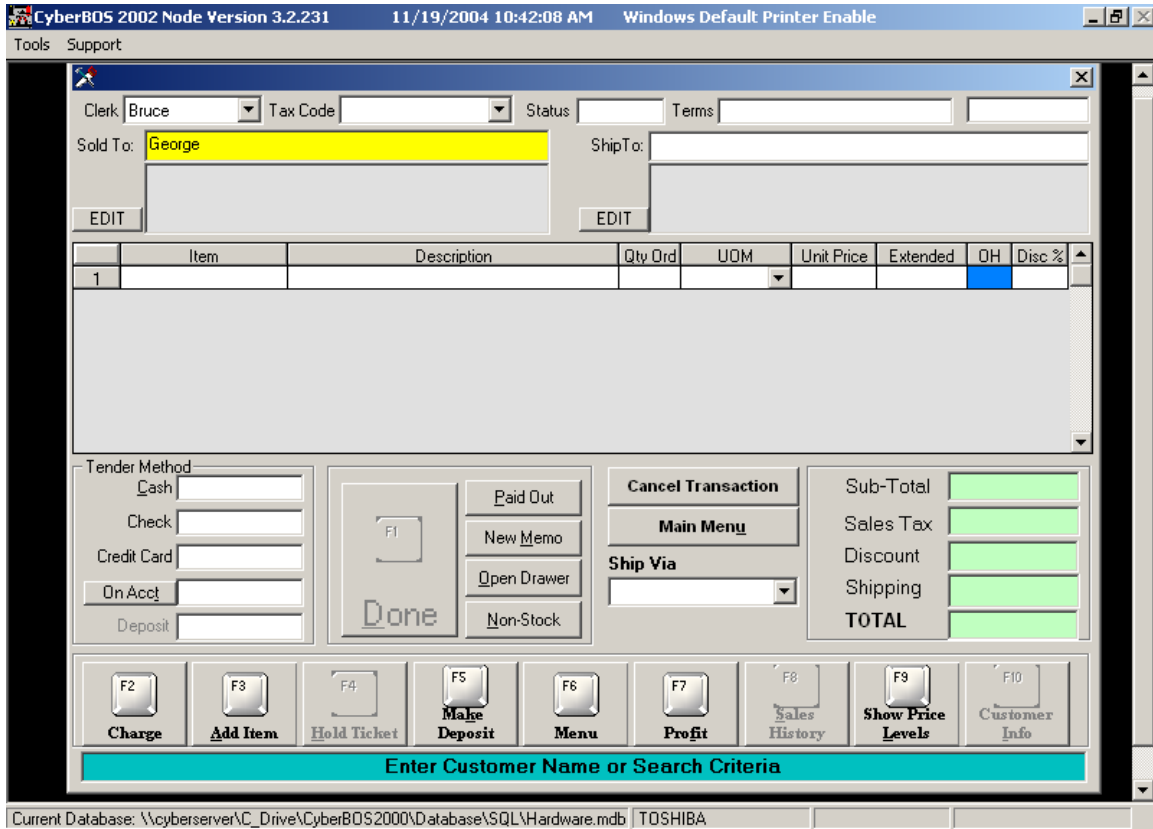 CyberBOS 2002 Node Version 3.2.231 11/19/2004 10:42:08 AM Windows Default Printer Enable
Tools Support
Clerk Bruce Tax Code Status Terms
Sold To: George ShipTo:
EDIT EDIT
Item Description Qty Ord UOM Unit Price Extended OH Disc %
1
Tender Method
Cash
Check
Credit Card
On Acct
Deposit
F1
Done
Paid Out
New Memo
Open Drawer
Non-Stock
Cancel Transaction
Main Menu
Ship Via
Sub-Total
Sales Tax
Discount
Shipping
TOTAL
F2 Charge
F3 Add Item
F4 Hold Ticket
F5 Make Deposit
F6 Menu
F7 Profit
F8 Sales History
F9 Show Price Levels
F10 Customer Info
Enter Customer Name or Search Criteria
Current Database: \\cyberserver\C_Drive\CyberBOS2000\Database\SQL\Hardware.mdb TOSHIBA